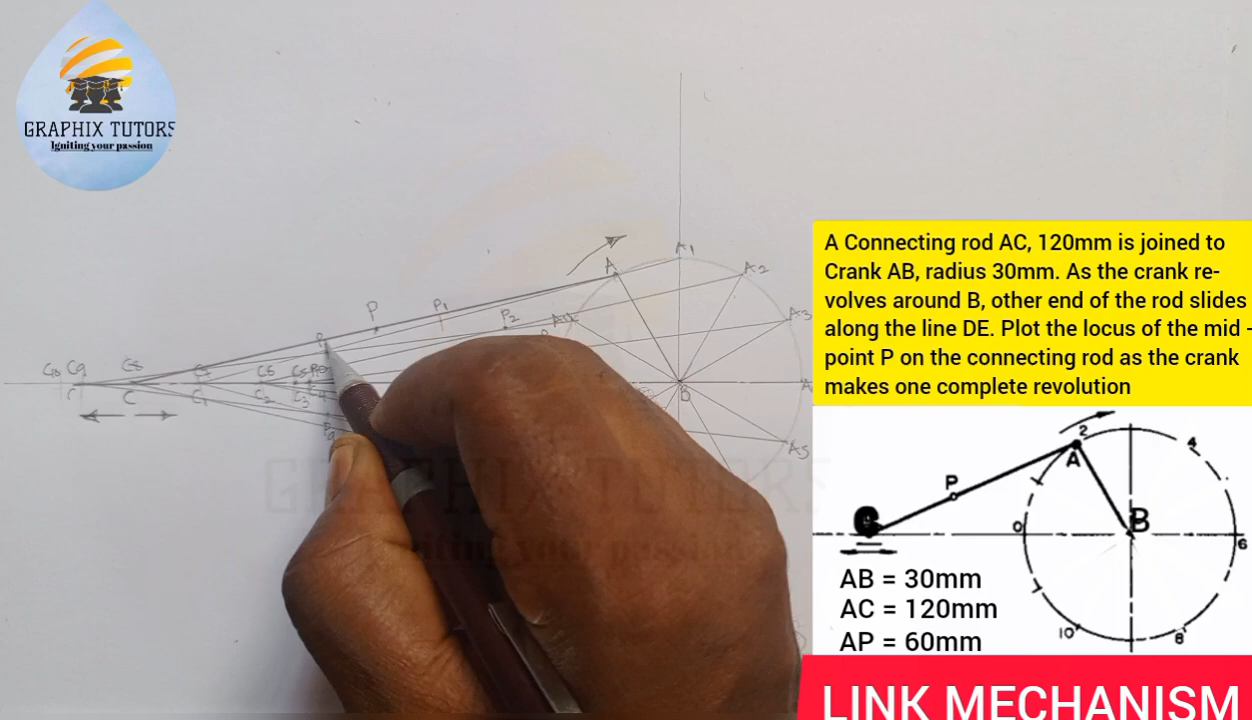 GRAPHIX TUTORS
Igniting your passion
A1
A
A2
P
P1
P2
A3
C9
C8
C
C1
C2
C3
B
A5
A Connecting rod AC, 120mm is joined to
Crank AB, radius 30mm. As the crank re-
volves around B, other end of the rod slides
along the line DE. Plot the locus of the mid -
point P on the connecting rod as the crank
makes one complete revolution
2
4
A
P
C
B
0
6
10
8
AB = 30mm
AC = 120mm
AP = 60mm
LINK MECHANISM